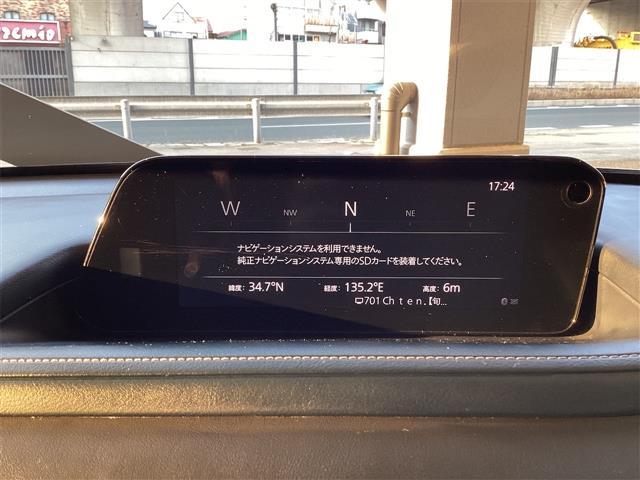 17:24
W NW N NE E
ナビゲーションシステムを利用できません。
純正ナビゲーションシステム専用のSDカードを装着してください。
緯度: 34.7°N 経度: 135.2°E 高度: 6m
701 Ch t e n .【旬...